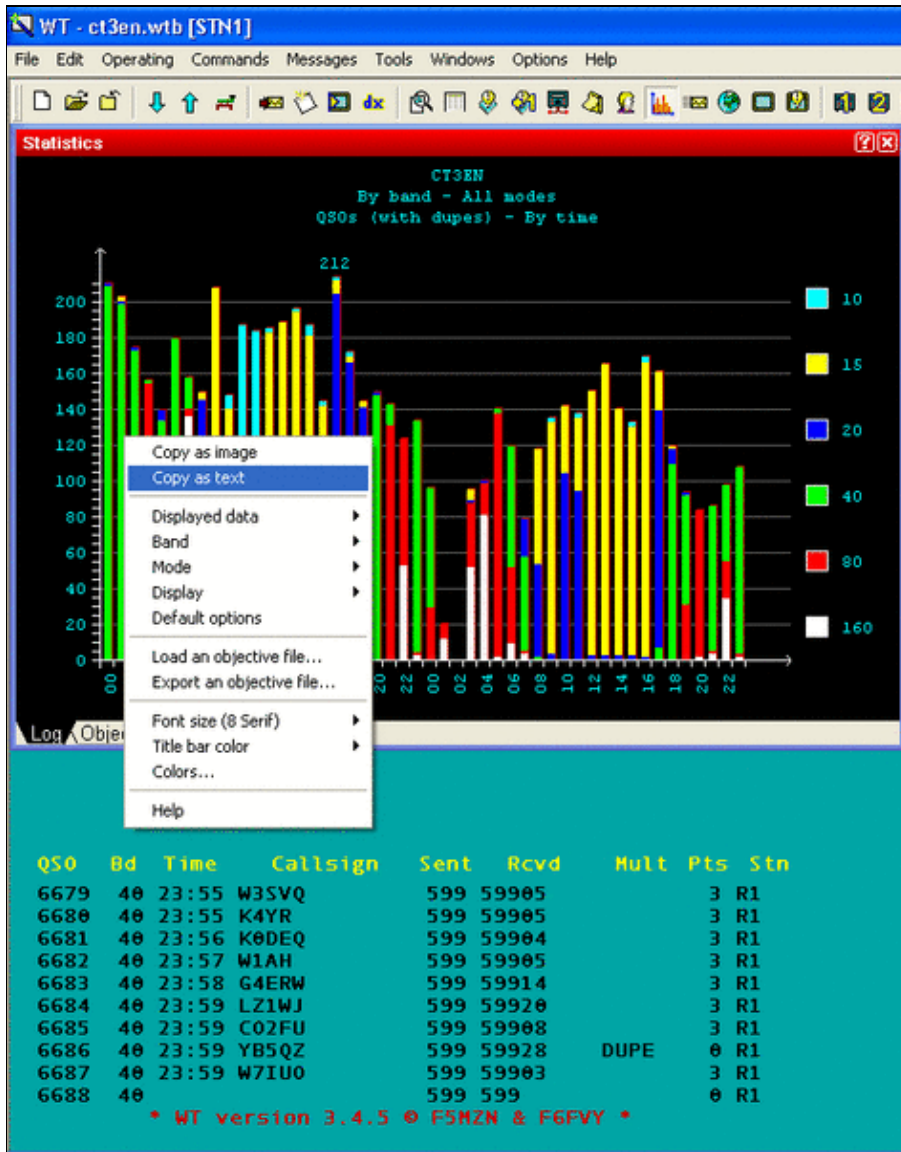 WT - ct3en.wtb [STN1]
File Edit Operating Commands Messages Tools Windows Options Help
dx
Statistics
CT3EN
By band - All modes
QSOs (with dupes) - By time
212
200
180
160
140
120
100
80
60
40
20
0
10
15
20
40
80
160
Copy as image
Copy as text
Displayed data
Band
Mode
Display
Default options
Load an objective file...
Export an objective file...
Font size (8 Serif)
Title bar color
Colors...
Help
00 20 22 00 02 04 06 08 10 12 14 16 18 20 22
Log Objec
QSO Bd Time Callsign Sent Rcvd Mult Pts Stn
6679 40 23:55 W3SVQ 599 59905 3 R1
6680 40 23:55 K4YR 599 59905 3 R1
6681 40 23:56 K0DEQ 599 59904 3 R1
6682 40 23:57 W1AH 599 59905 3 R1
6683 40 23:58 G4ERW 599 59914 3 R1
6684 40 23:59 LZ1WJ 599 59920 3 R1
6685 40 23:59 CO2FU 599 59908 3 R1
6686 40 23:59 YB5QZ 599 59928 DUPE 0 R1
6687 40 23:59 W7IUO 599 59903 3 R1
6688 40 599 599 0 R1
* WT version 3.4.5 © F5MZN & F6FVY *